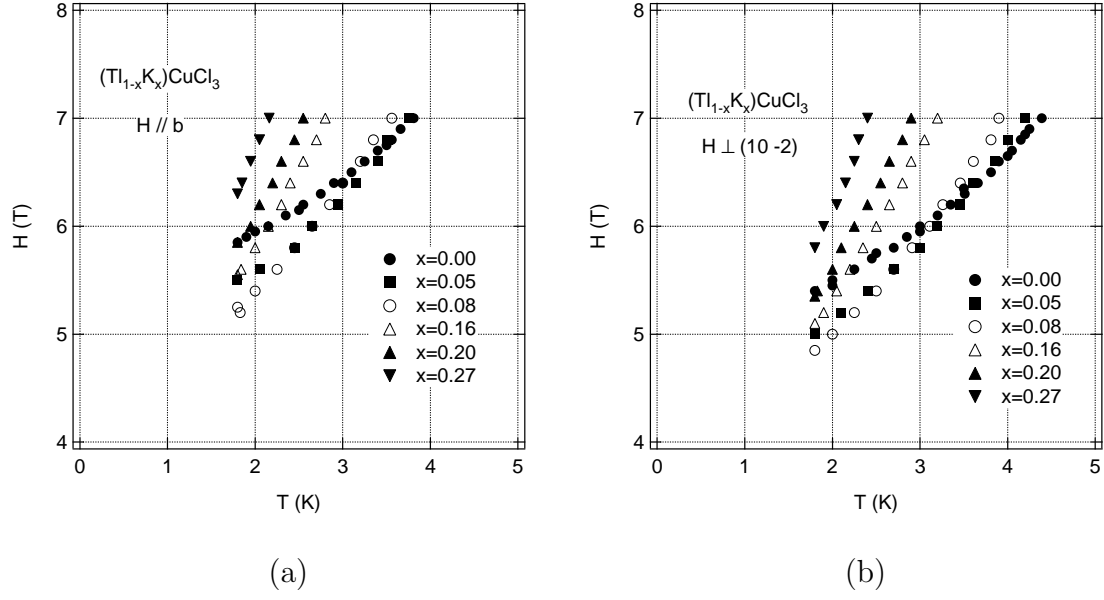 8
7
6
5
4
H (T)
(Tl1-xKx)CuCl3
H // b
x=0.00
x=0.05
x=0.08
x=0.16
x=0.20
x=0.27
0 1 2 3 4 5
T (K)
(a)
8
7
6
5
4
H (T)
(Tl1-xKx)CuCl3
H ⊥ (10 -2)
x=0.00
x=0.05
x=0.08
x=0.16
x=0.20
x=0.27
0 1 2 3 4 5
T (K)
(b)